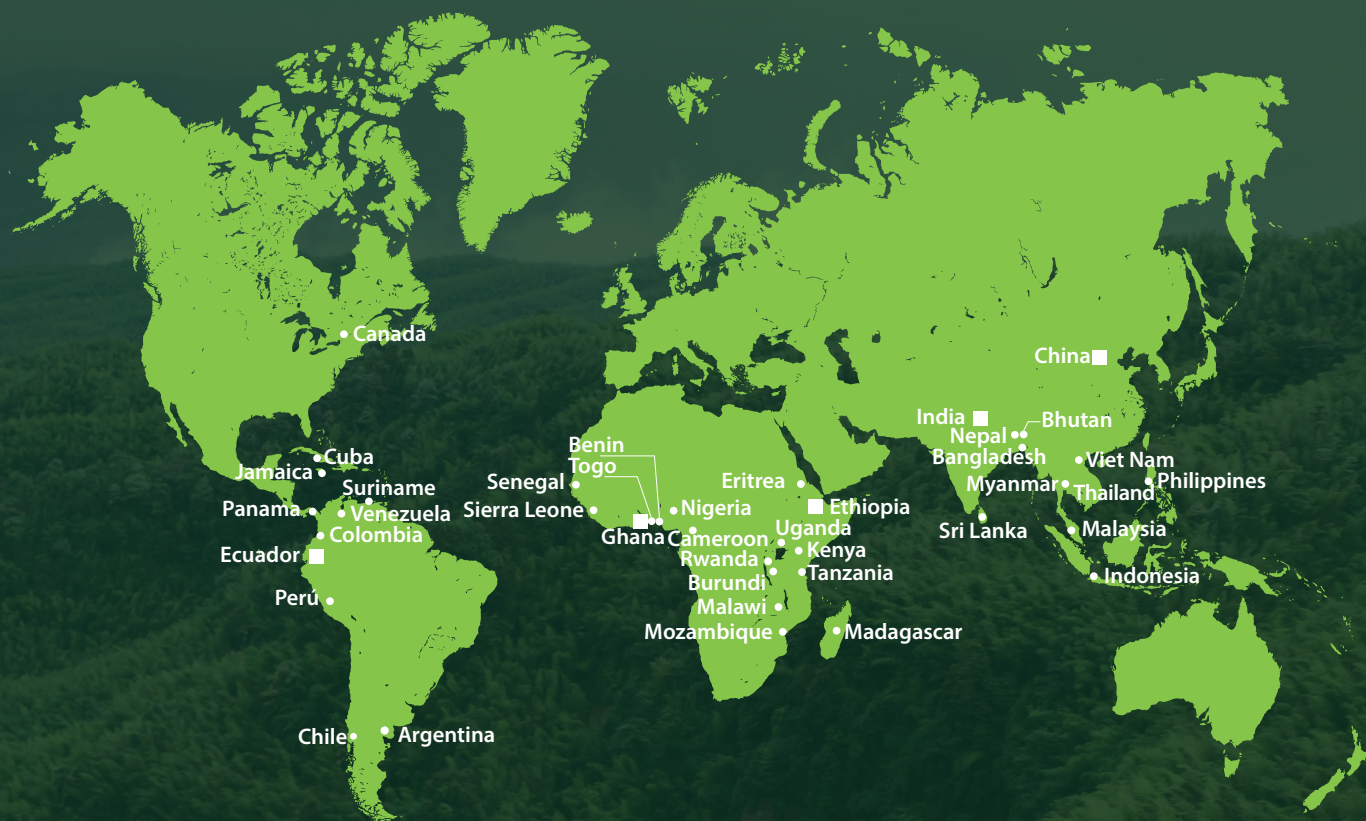 Canada
China
India
Bhutan
Nepal
Benin
Cuba
Bangladesh
Viet Nam
Togo
Jamaica
Senegal
Eritrea
Philippines
Myanmar
Suriname
Thailand
Panama
Sierra Leone
Nigeria
Ethiopia
Venezuela
Uganda
Sri Lanka
Malaysia
Colombia
Ghana
Cameroon
Kenya
Ecuador
Rwanda
Tanzania
Indonesia
Burundi
Perú
Malawi
Mozambique
Madagascar
Chile
Argentina